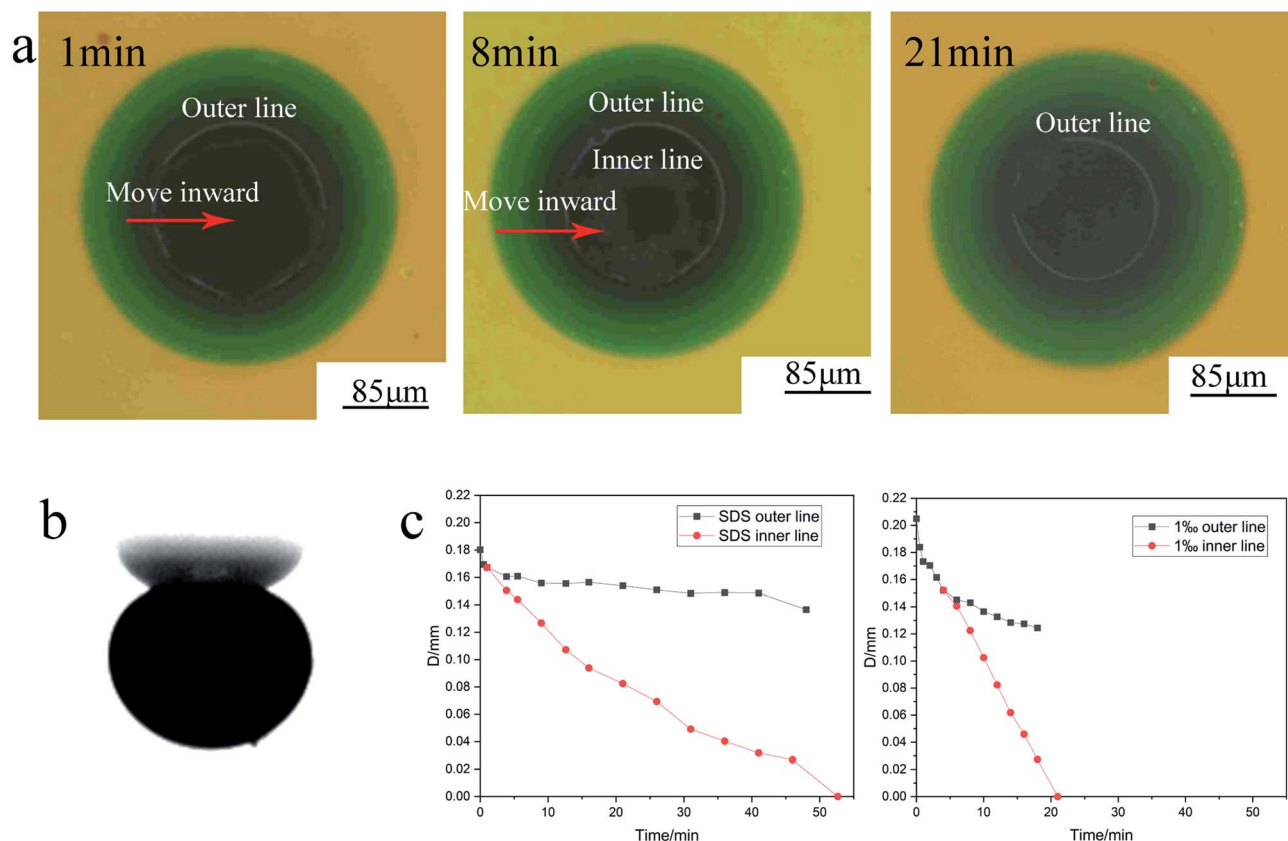 a
1min
Outer line
Move inward
85μm
8min
Outer line
Inner line
Move inward
85μm
21min
Outer line
85μm
b
c
0.22
0.20
0.18
0.16
0.14
0.12
0.10
0.08
0.06
0.04
0.02
0.00
D/mm
SDS outer line
SDS inner line
0 10 20 30 40 50
Time/min
0.22
0.20
0.18
0.16
0.14
0.12
0.10
0.08
0.06
0.04
0.02
0.00
D/mm
1‰ outer line
1‰ inner line
0 10 20 30 40 50
Time/min